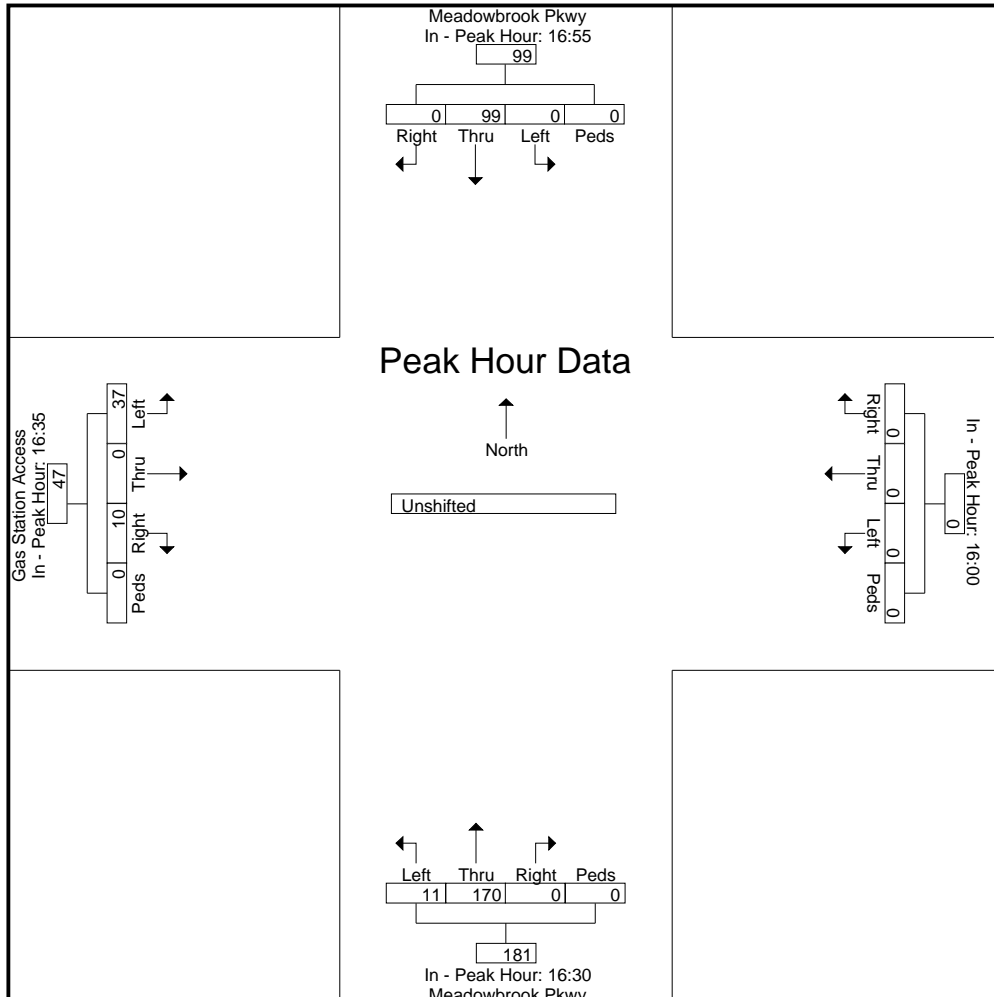 Meadowbrook Pkwy
In - Peak Hour: 16:55
99
0 99 0 0
Right Thru Left Peds
Peak Hour Data
North
Unshifted
Gas Station Access
In - Peak Hour: 16:35
47
37 0 10 0
Left Thru Right Peds
In - Peak Hour: 16:00
0
0 0 0 0
Right Thru Left Peds
Left Thru Right Peds
11 170 0 0
181
In - Peak Hour: 16:30
Meadowbrook Pkwy